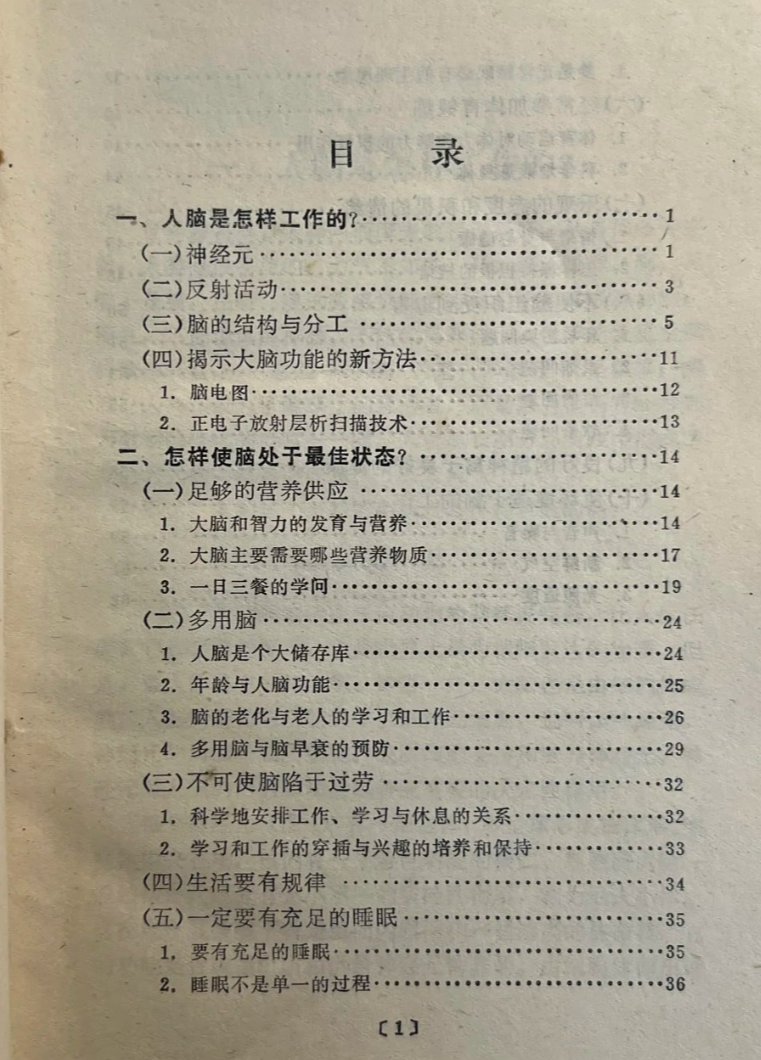 目 录
一、人脑是怎样工作的?……………………………1
(一)神经元……………………………………1
(二)反射活动…………………………………3
(三)脑的结构与分工…………………………5
(四)揭示大脑功能的新方法…………………11
1. 脑电图……………………………………12
2. 正电子放射层析扫描技术………………13
二、怎样使脑处于最佳状态?……………………14
(一)足够的营养供应…………………………14
1. 大脑和智力的发育与营养………………14
2. 大脑主要需要哪些营养物质……………17
3. 一日三餐的学问…………………………19
(二)多用脑……………………………………24
1. 人脑是个大储存库………………………24
2. 年龄与人脑功能…………………………25
3. 脑的老化与老人的学习和工作…………26
4. 多用脑与脑早衰的预防…………………29
(三)不可使脑陷于过劳………………………32
1. 科学地安排工作、学习与休息的关系……32
2. 学习和工作的穿插与兴趣的培养和保持……33
(四)生活要有规律……………………………34
(五)一定要有充足的睡眠……………………35
1. 要有充足的睡眠…………………………35
2. 睡眠不是单一的过程……………………36
〔1〕